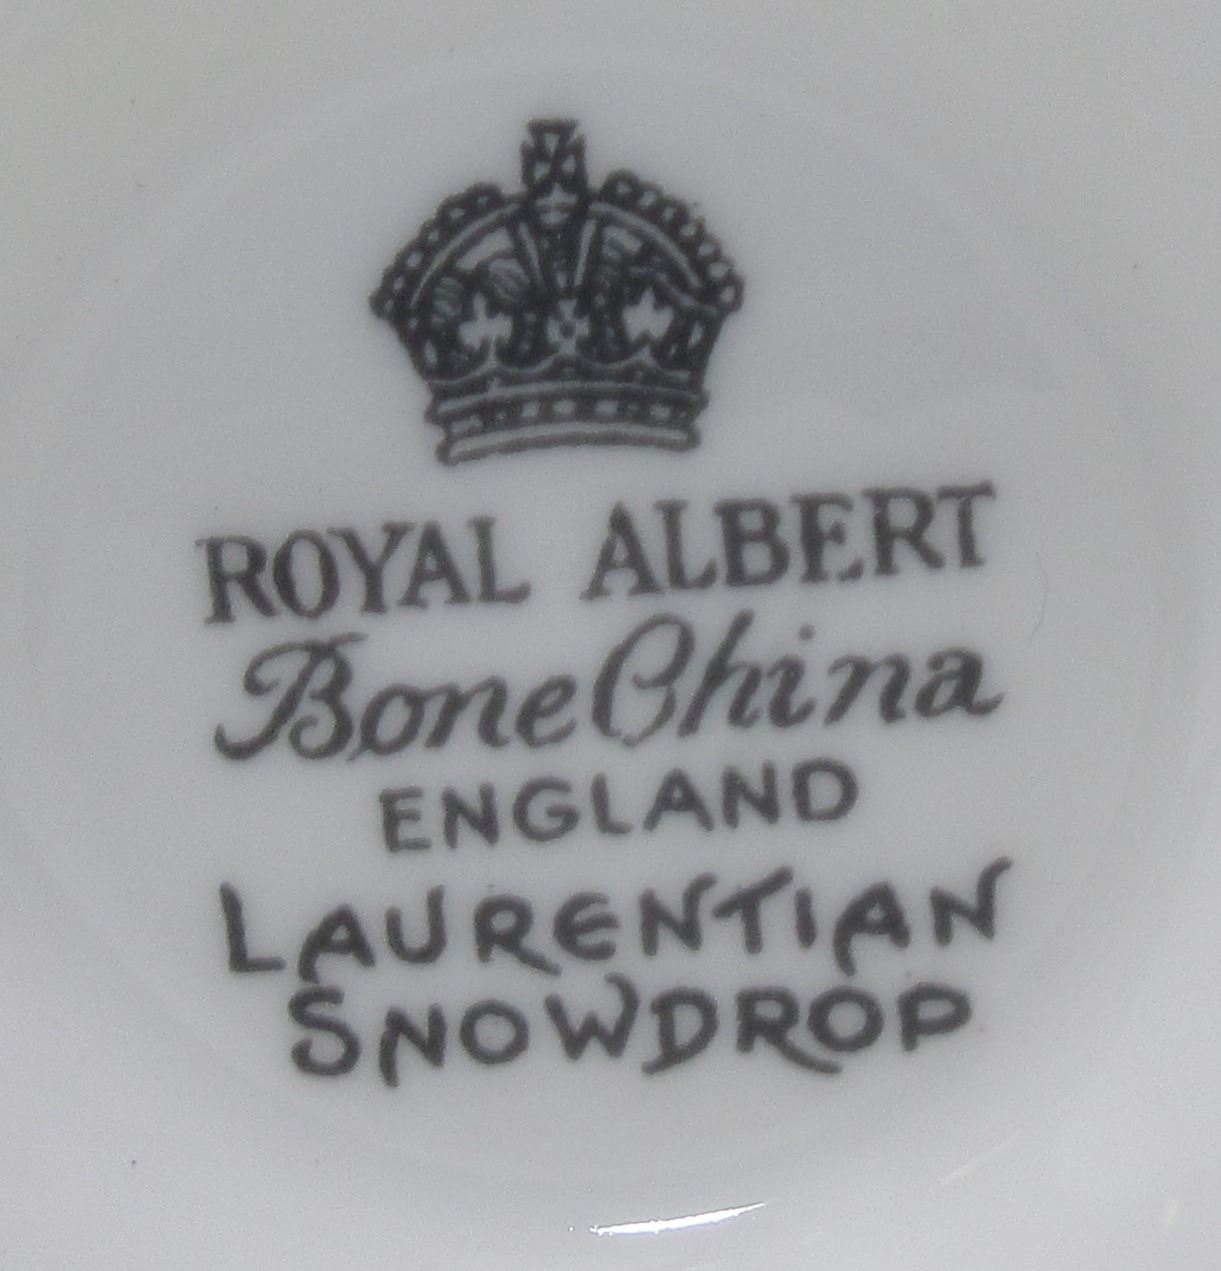 ROYAL ALBERT
Bone China
ENGLAND
LAURENTIAN
SNOWDROP